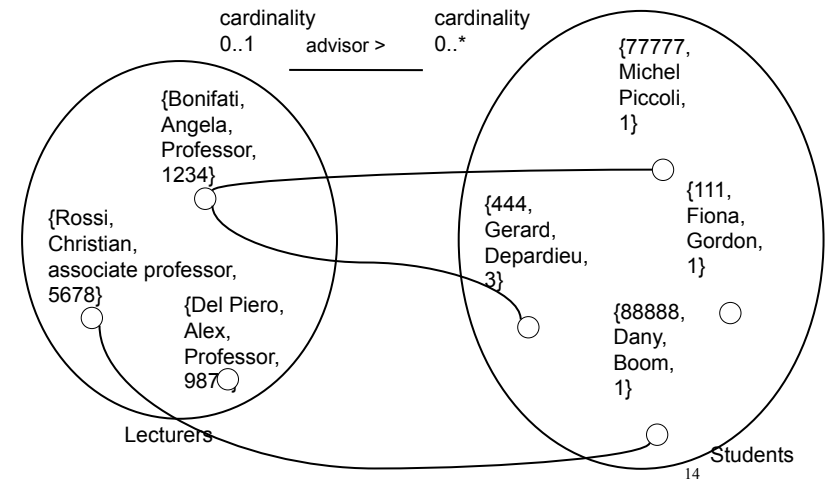 cardinality
0..1
advisor >
cardinality
0..*
{Bonifati,
Angela,
Professor,
1234}
{Rossi,
Christian,
associate professor,
5678}
{Del Piero,
Alex,
Professor,
Lecturers
{77777,
Michel
Piccoli,
1}
{444,
Gerard,
Depardieu,
3}
{111,
Fiona,
Gordon,
1}
{88888,
Dany,
Boom,
1}
Students
14